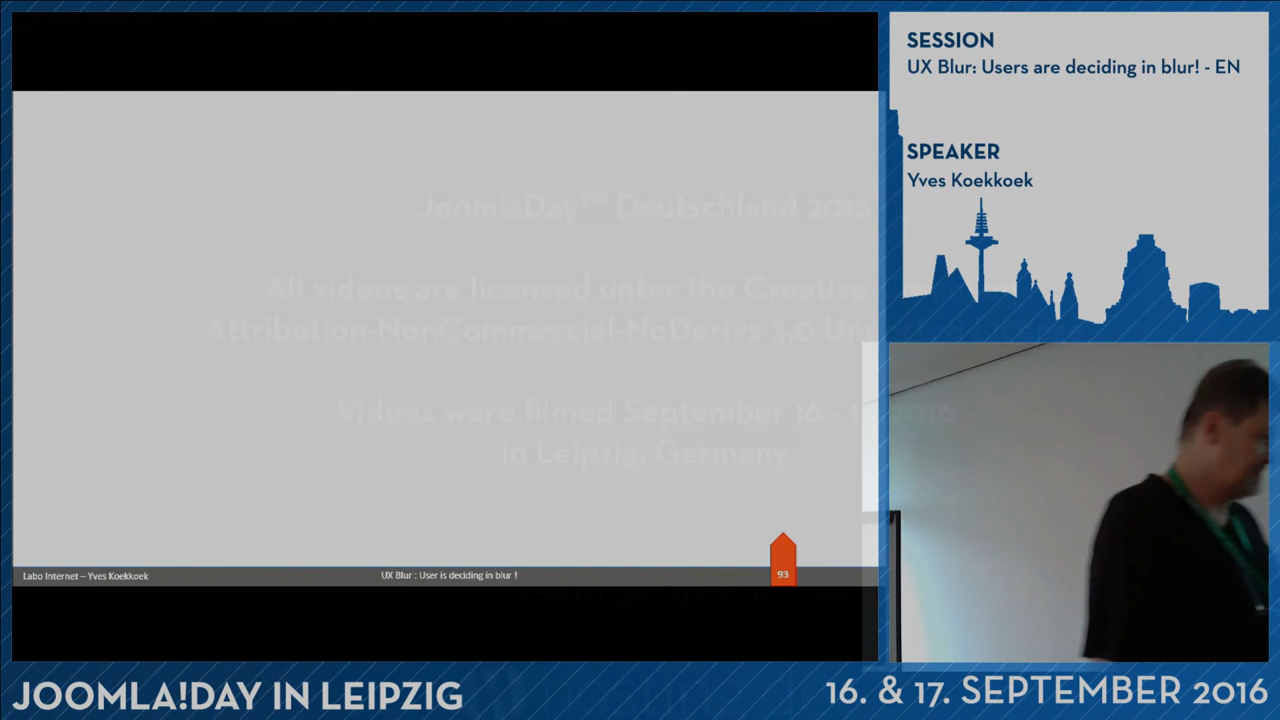 SESSION
UX Blur: Users are deciding in blur! - EN
SPEAKER
Yves Koekkoek
JoomlaDay™ Deutschland 2016
All videos are licensed unter the Creative
Attribution-NonCommercial-NoDerivs 3.0
Videos were filmed September 16 - 2016
in Leipzig, Germany
93
Labo Internet – Yves Koekkoek
UX Blur : User is deciding in blur !
JOOMLA!DAY IN LEIPZIG
16. & 17. SEPTEMBER 2016